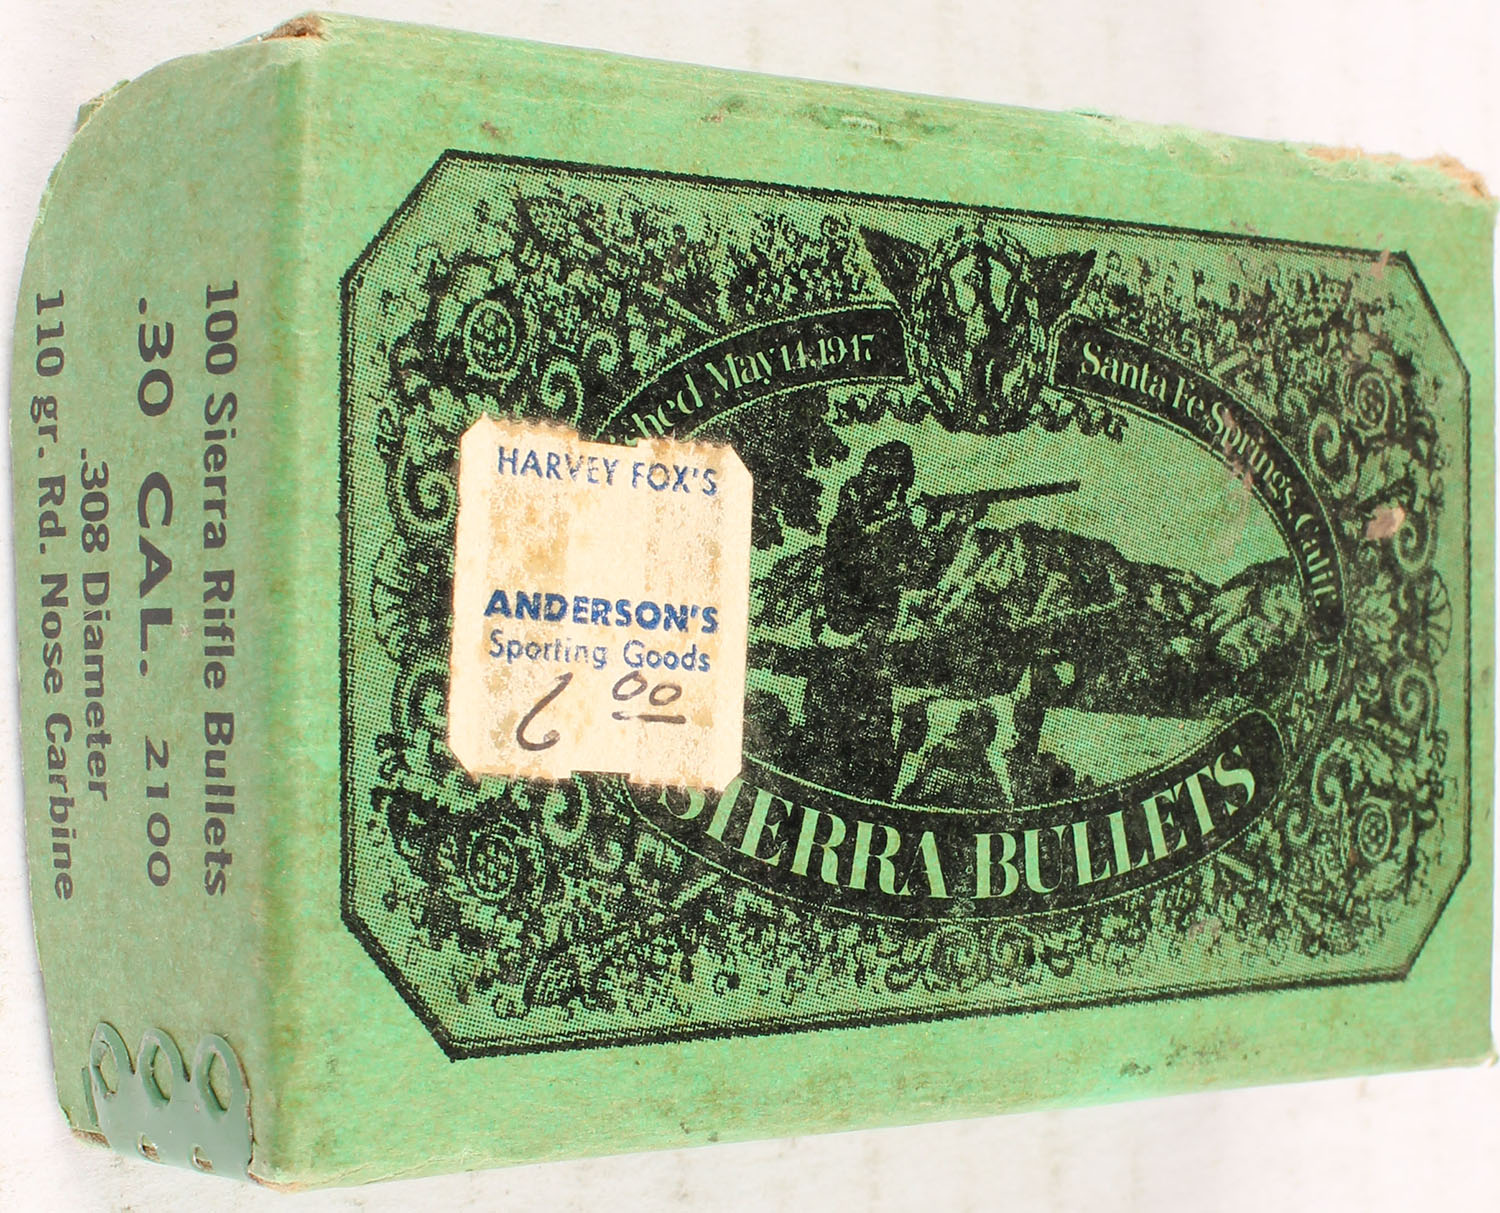 100 Sierra Rifle Bullets
.30 CAL. 2100
.308 Diameter
110 gr. Rd. Nose Carbine
May 14, 1947
Santa Fe Springs, Calif.
SIERRA BULLETS
HARVEY FOX'S
ANDERSON'S
Sporting Goods
6 00